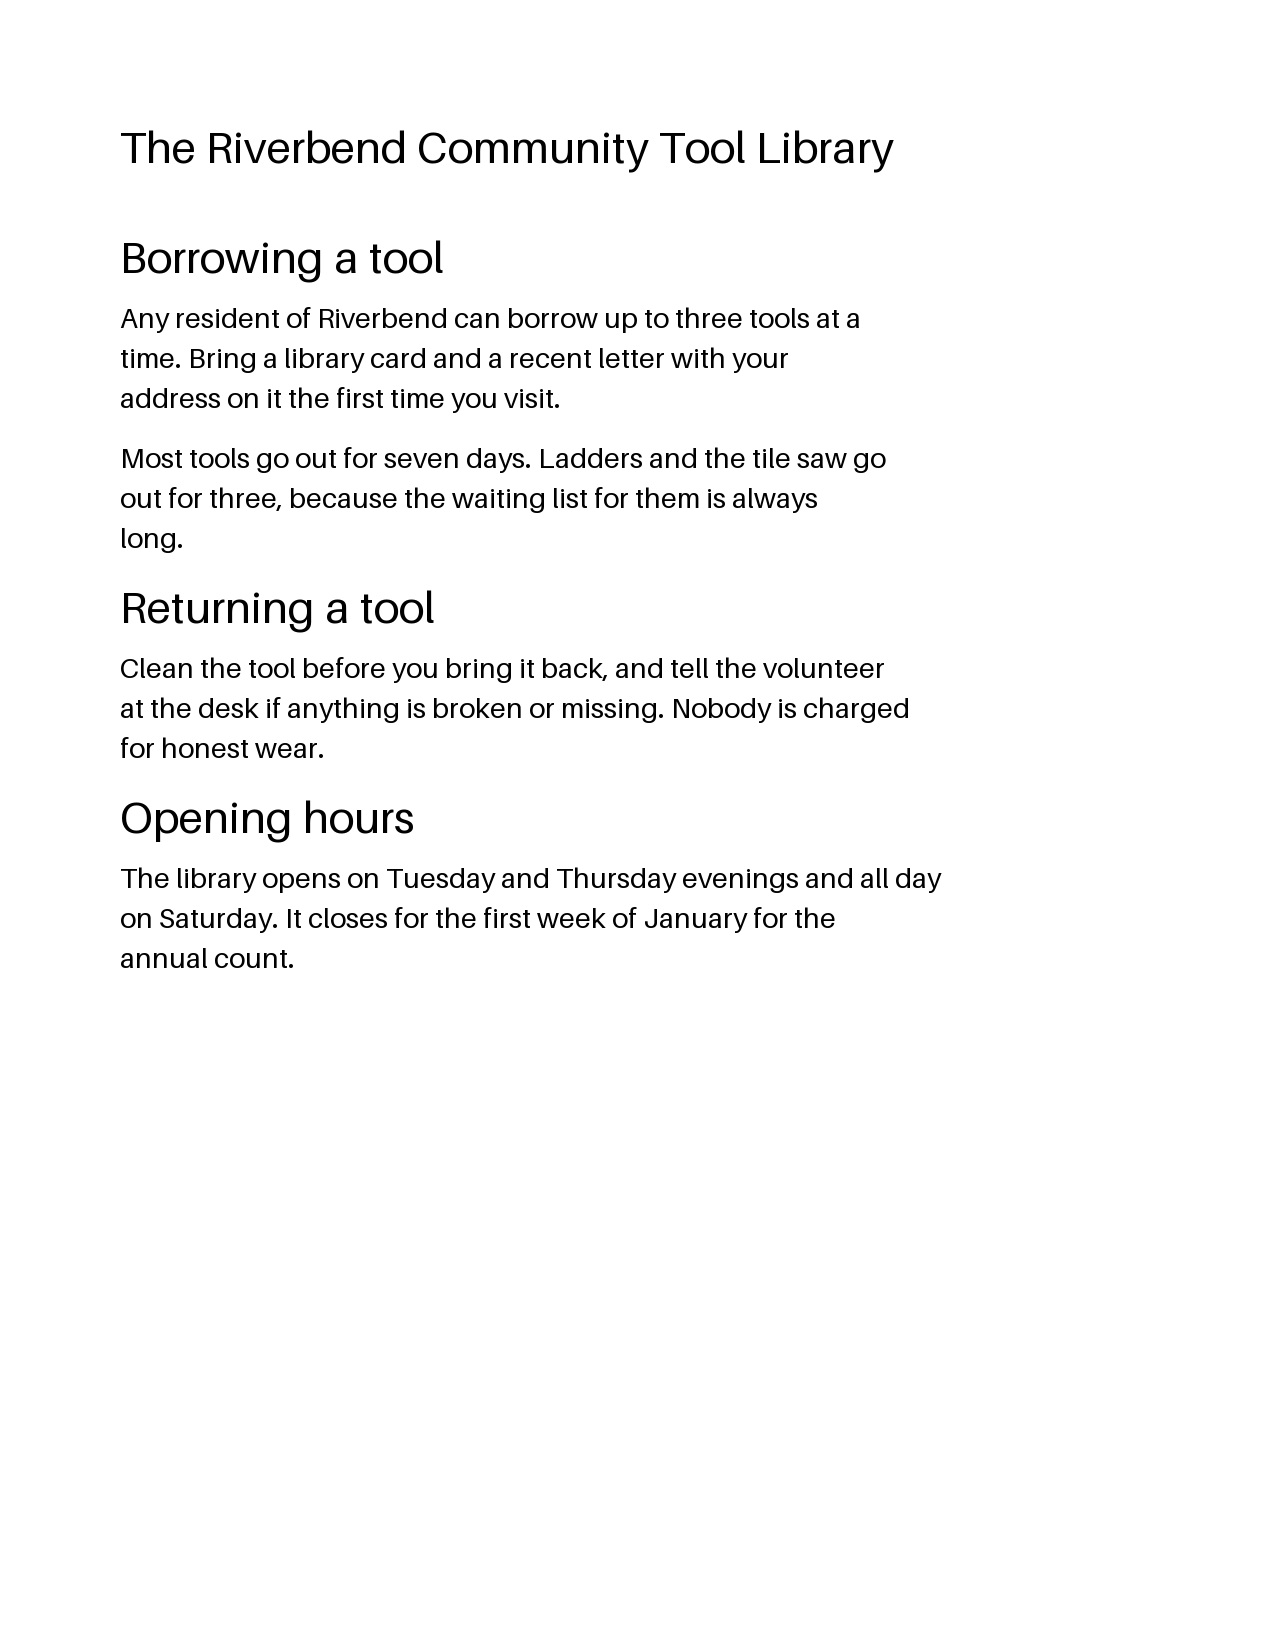 The Riverbend Community Tool Library
Borrowing a tool
Any resident of Riverbend can borrow up to three tools at a
time. Bring a library card and a recent letter with your
address on it the first time you visit.
Most tools go out for seven days. Ladders and the tile saw go
out for three, because the waiting list for them is always
long.
Returning a tool
Clean the tool before you bring it back, and tell the volunteer
at the desk if anything is broken or missing. Nobody is charged
for honest wear.
Opening hours
The library opens on Tuesday and Thursday evenings and all day
on Saturday. It closes for the first week of January for the
annual count.